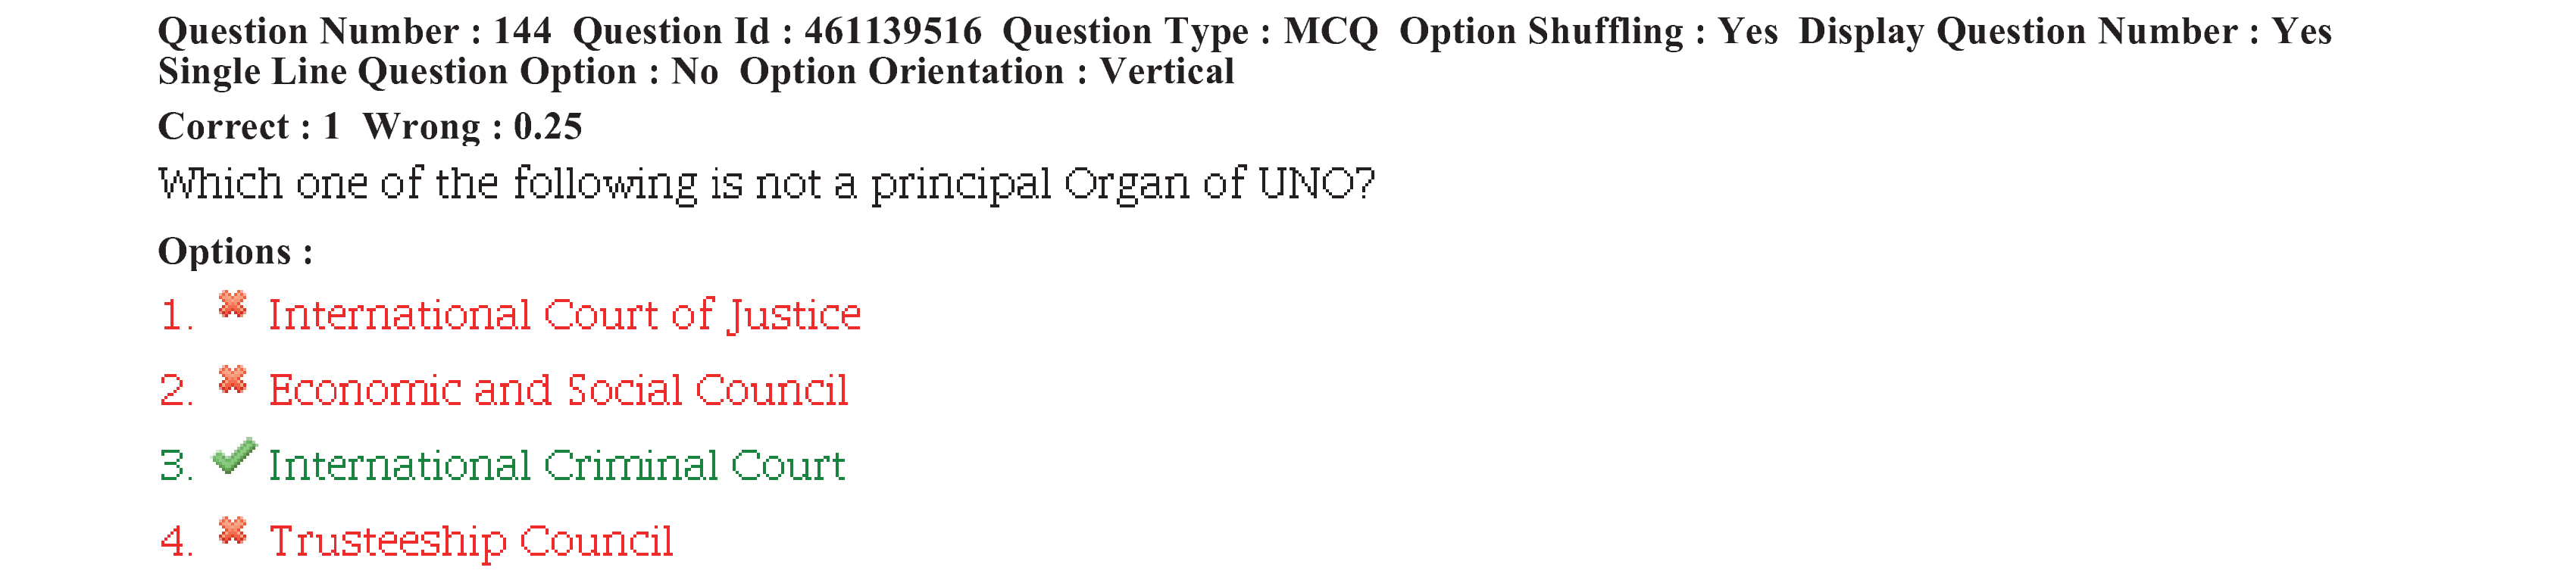 Question Number : 144 Question Id : 461139516 Question Type : MCQ Option Shuffling : Yes Display Question Number : Yes
Single Line Question Option : No Option Orientation : Vertical
Correct : 1 Wrong : 0.25
Which one of the following is not a principal Organ of UNO?
Options :
1. International Court of Justice
2. Economic and Social Council
3. International Criminal Court
4. Trusteeship Council